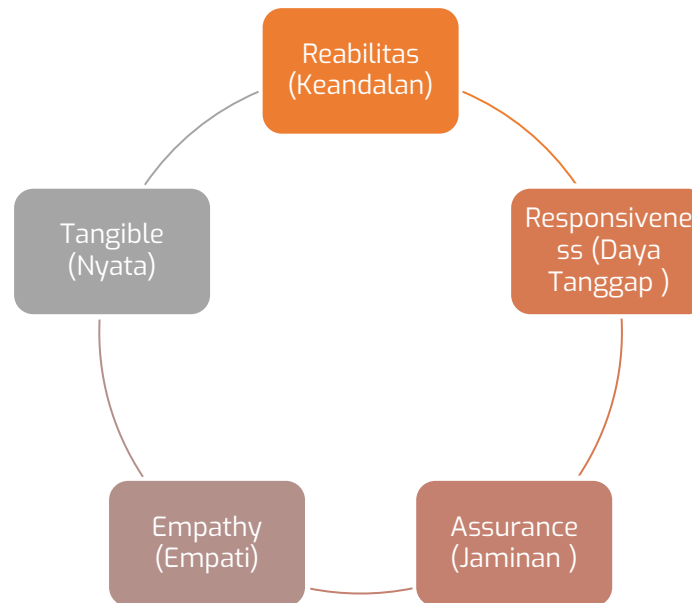 Reabilitas
(Keandalan)
Responsivene
ss (Daya
Tanggap )
Assurance
(Jaminan )
Empathy
(Empati)
Tangible
(Nyata)